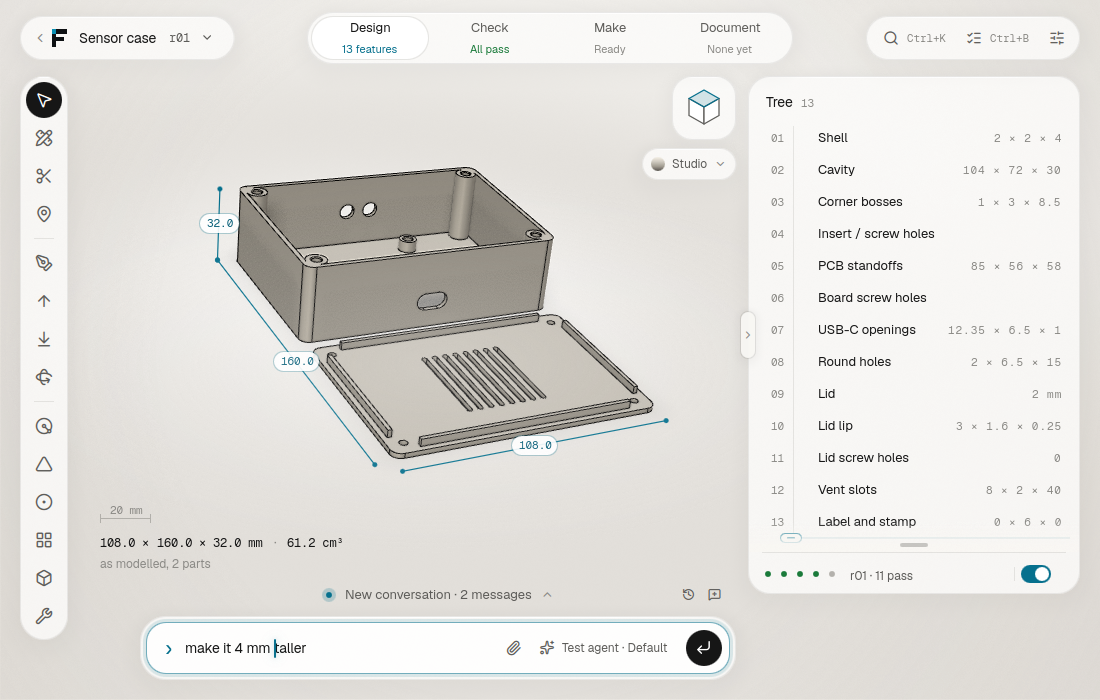 Sensor case r01
Design
13 features
Check
All pass
Make
Ready
Document
None yet
Ctrl+K
Ctrl+B
Studio
Tree 13
01 Shell 2 × 2 × 4
02 Cavity 104 × 72 × 30
03 Corner bosses 1 × 3 × 8.5
04 Insert / screw holes
05 PCB standoffs 85 × 56 × 58
06 Board screw holes
07 USB-C openings 12.35 × 6.5 × 1
08 Round holes 2 × 6.5 × 15
09 Lid 2 mm
10 Lid lip 3 × 1.6 × 0.25
11 Lid screw holes 0
12 Vent slots 8 × 2 × 40
13 Label and stamp 0 × 6 × 0
r01 · 11 pass
32.0
160.0
108.0
20 mm
108.0 × 160.0 × 32.0 mm · 61.2 cm³
as modelled, 2 parts
New conversation · 2 messages
make it 4 mm taller
Test agent · Default